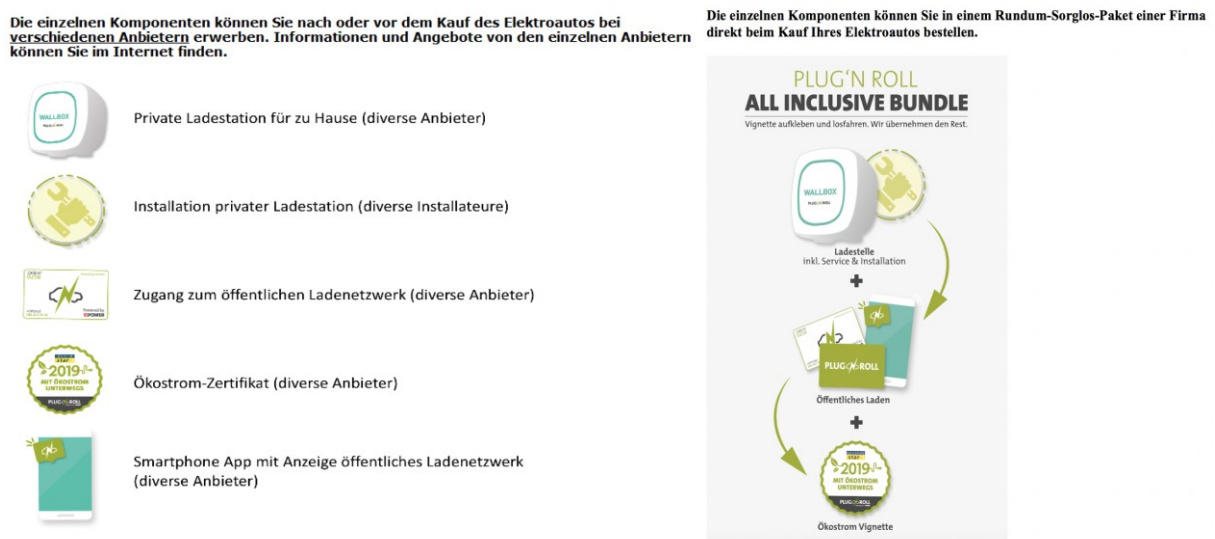 Die einzelnen Komponenten können Sie nach oder vor dem Kauf des Elektroautos bei
verschiedenen Anbietern erwerben. Informationen und Angebote von den einzelnen Anbietern
können Sie im Internet finden.
WALLBOX
Private Ladestation für zu Hause (diverse Anbieter)
Installation privater Ladestation (diverse Installateure)
Powered by
POWER
Zugang zum öffentlichen Ladenetzwerk (diverse Anbieter)
2019
MIT ÖKOSTROM
UNTERWEGS
PLUG'N ROLL
Ökostrom-Zertifikat (diverse Anbieter)
Smartphone App mit Anzeige öffentliches Ladenetzwerk
(diverse Anbieter)
Die einzelnen Komponenten können Sie in einem Rundum-Sorglos-Paket einer Firma
direkt beim Kauf Ihres Elektroautos bestellen.
PLUG‘N ROLL
ALL INCLUSIVE BUNDLE
Vignette aufkleben und losfahren. Wir übernehmen den Rest.
WALLBOX
PLUG'N ROLL
Ladestelle
inkl. Service & Installation
+
PLUG'N ROLL
Öffentliches Laden
+
2019
MIT ÖKOSTROM
UNTERWEGS
PLUG'N ROLL
Ökostrom Vignette